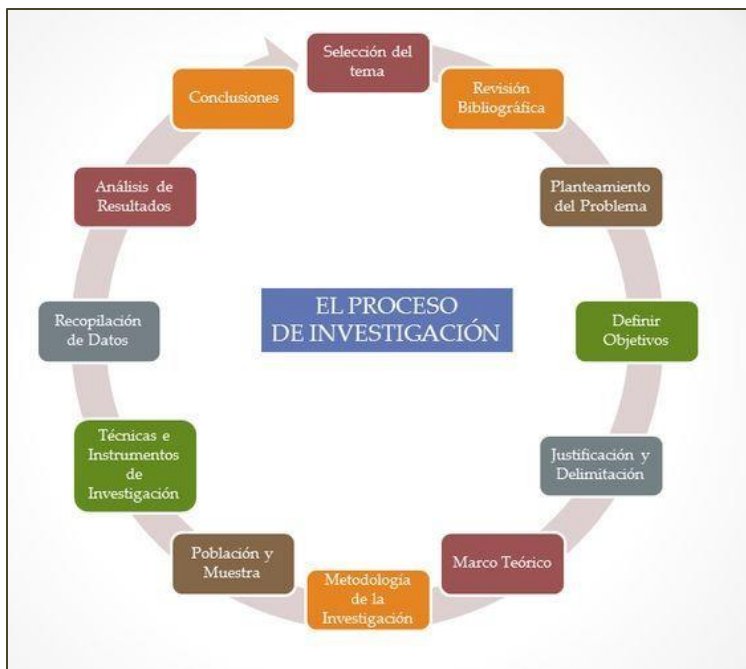 Selección del
tema
Revisión
Bibliográfica
Planteamiento
del Problema
Definir
Objetivos
Justificación y
Delimitación
Marco Teórico
Metodología
de la
Investigación
Población y
Muestra
Técnicas e
Instrumentos
de
Investigación
Recopilación
de Datos
Análisis de
Resultados
Conclusiones
EL PROCESO
DE INVESTIGACIÓN